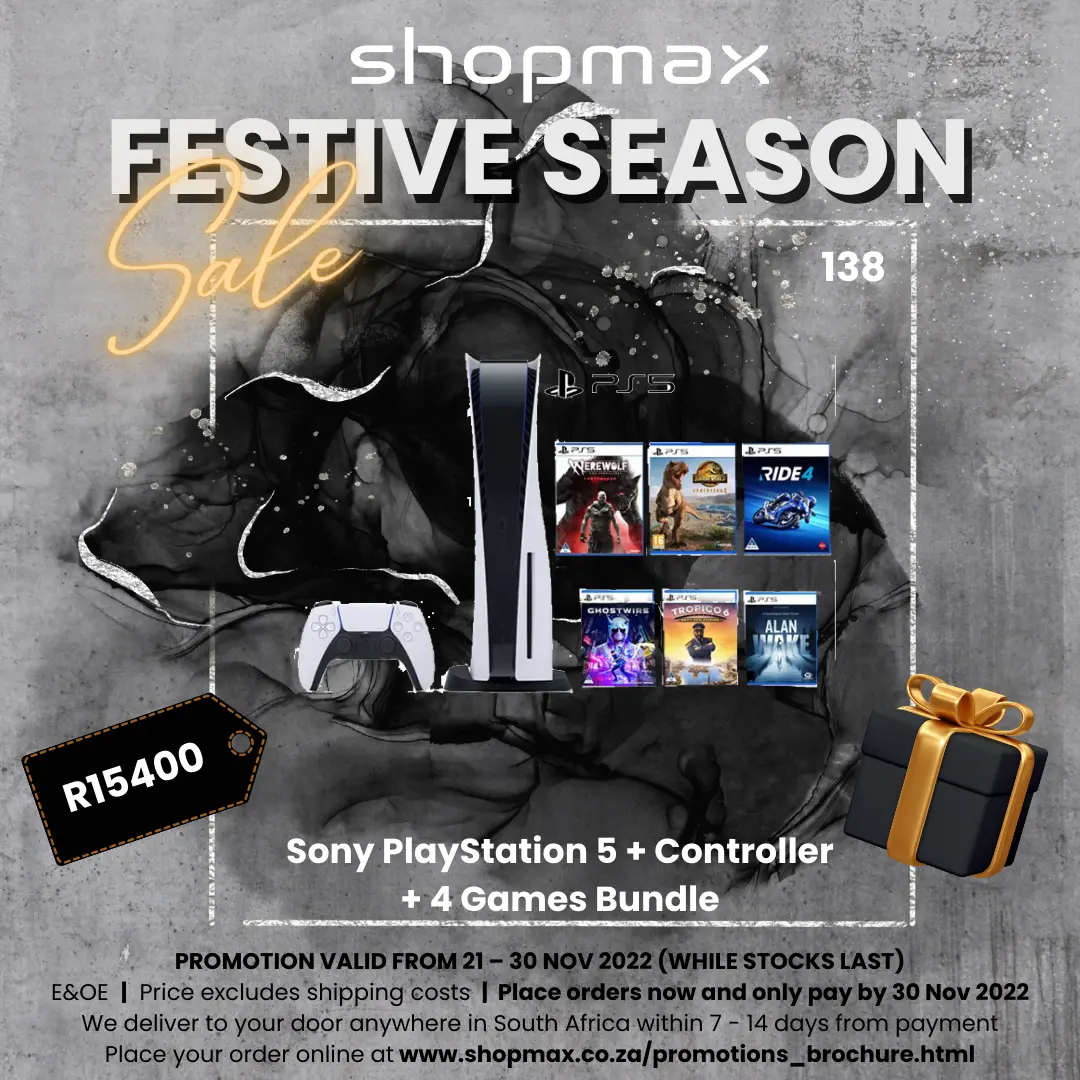 shopmax
FESTIVE SEASON
Sale
138
PS5
PS5 PS5 PS5
WEREWOLF
JURASSIC WORLD
EVOLUTION 2
RIDE 4
16
PS5 PS5 PS5
GHOSTWIRE
TROPICO 6
ALAN
WAKE
R15400
Sony PlayStation 5 + Controller
+ 4 Games Bundle
PROMOTION VALID FROM 21 – 30 NOV 2022 (WHILE STOCKS LAST)
E&OE | Price excludes shipping costs | Place orders now and only pay by 30 Nov 2022
We deliver to your door anywhere in South Africa within 7 - 14 days from payment
Place your order online at www.shopmax.co.za/promotions_brochure.html